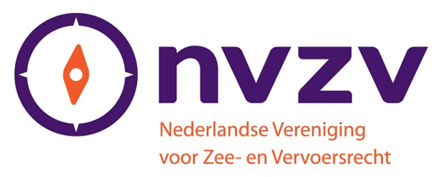 nvzv
Nederlandse Vereniging
voor Zee- en Vervoersrecht